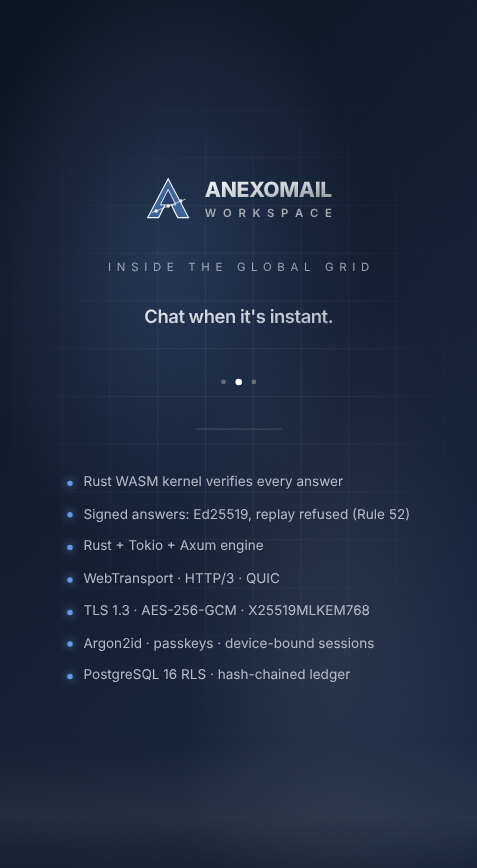 ANEXOMAIL
WORKSPACE
INSIDE THE GLOBAL GRID
Chat when it's instant.
Rust WASM kernel verifies every answer
Signed answers: Ed25519, replay refused (Rule 52)
Rust + Tokio + Axum engine
WebTransport · HTTP/3 · QUIC
TLS 1.3 · AES-256-GCM · X25519MLKEM768
Argon2id · passkeys · device-bound sessions
PostgreSQL 16 RLS · hash-chained ledger